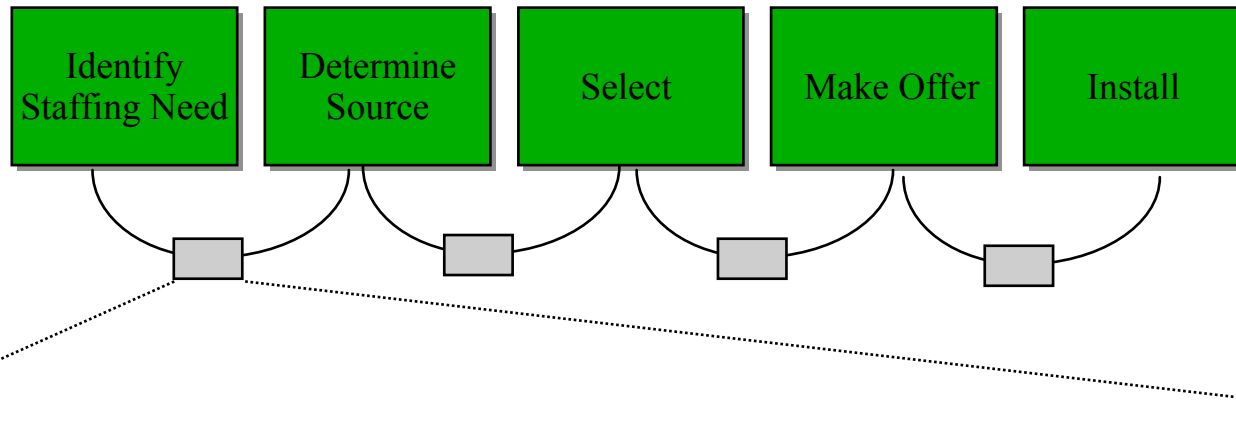 Identify
Staffing Need
Determine
Source
Select
Make Offer
Install